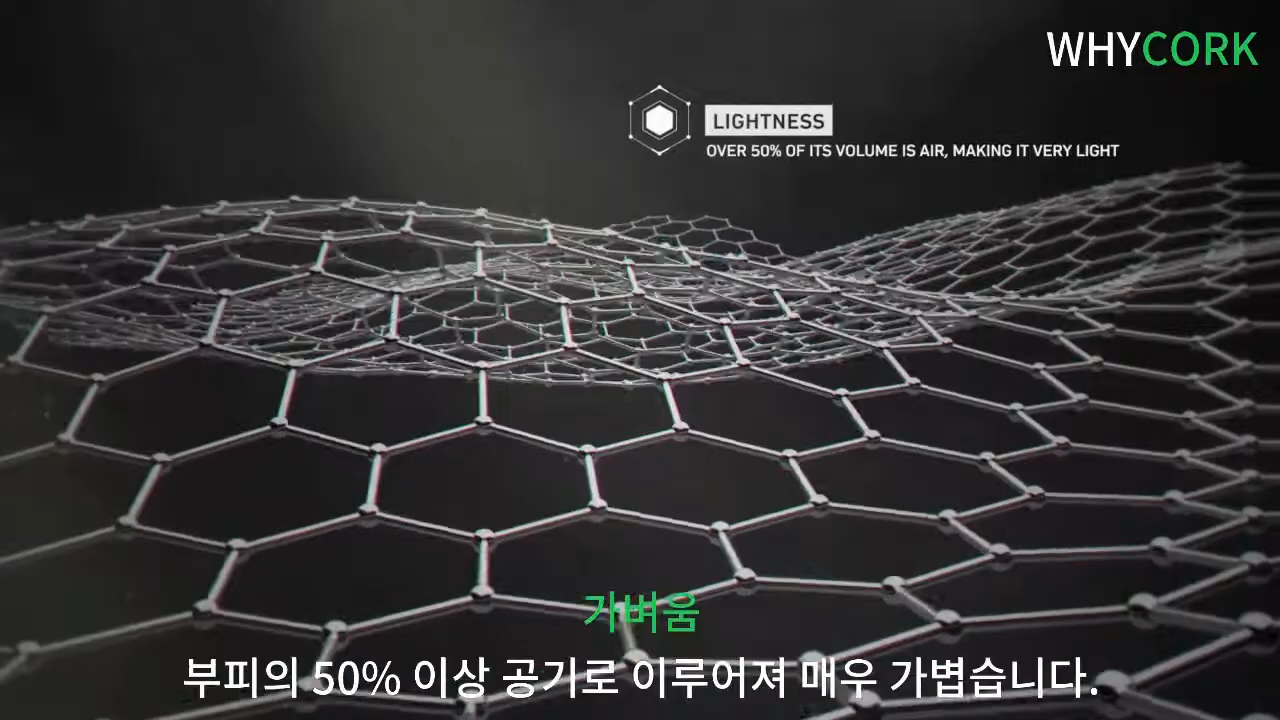 WHYCORK
LIGHTNESS
OVER 50% OF ITS VOLUME IS AIR, MAKING IT VERY LIGHT
가벼움
부피의 50% 이상 공기로 이루어져 매우 가볍습니다.